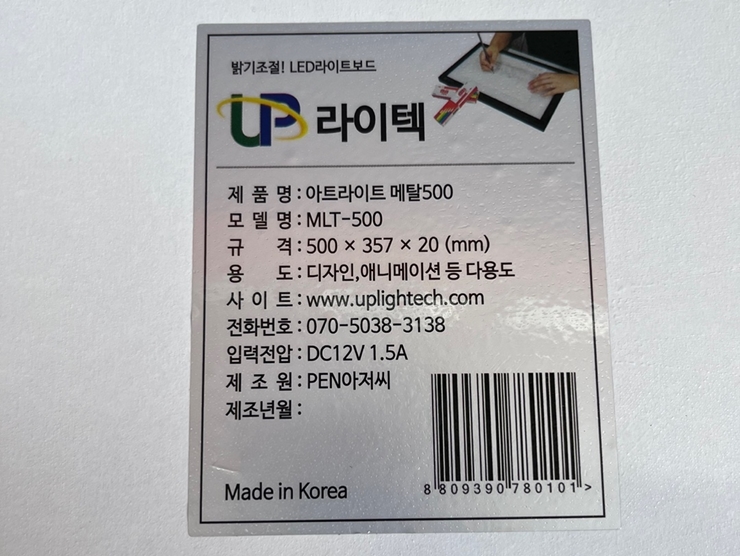 밝기조절! LED라이트보드
UP 라이텍
제 품 명 : 아트라이트 메탈500
모 델 명 : MLT-500
규 격 : 500 × 357 × 20 (mm)
용 도 : 디자인,애니메이션 등 다용도
사 이 트 : www.uplightech.com
전화번호 : 070-5038-3138
입력전압 : DC12V 1.5A
제 조 원 : PEN아저씨
제조년월 :
Made in Korea
8 809390 780101 >